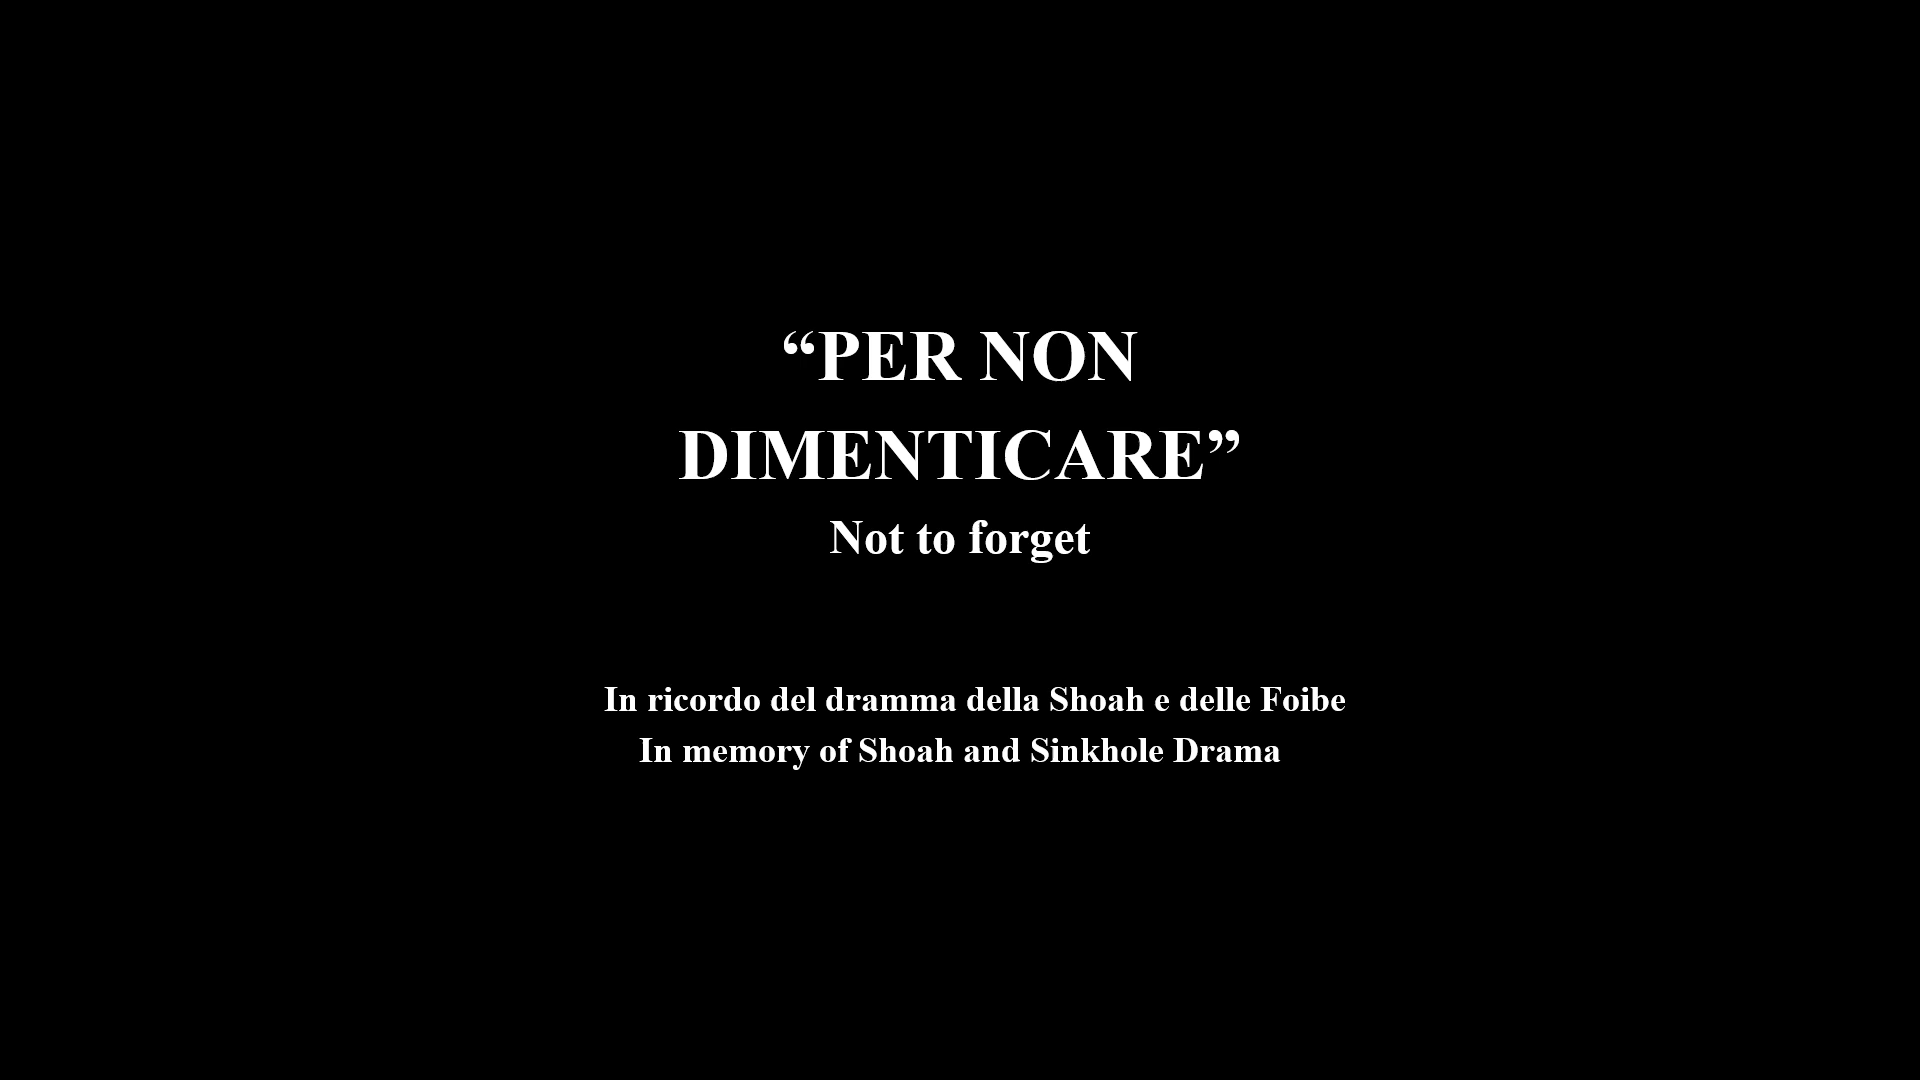 “PER NON
DIMENTICARE”
Not to forget
In ricordo del dramma della Shoah e delle Foibe
In memory of Shoah and Sinkhole Drama